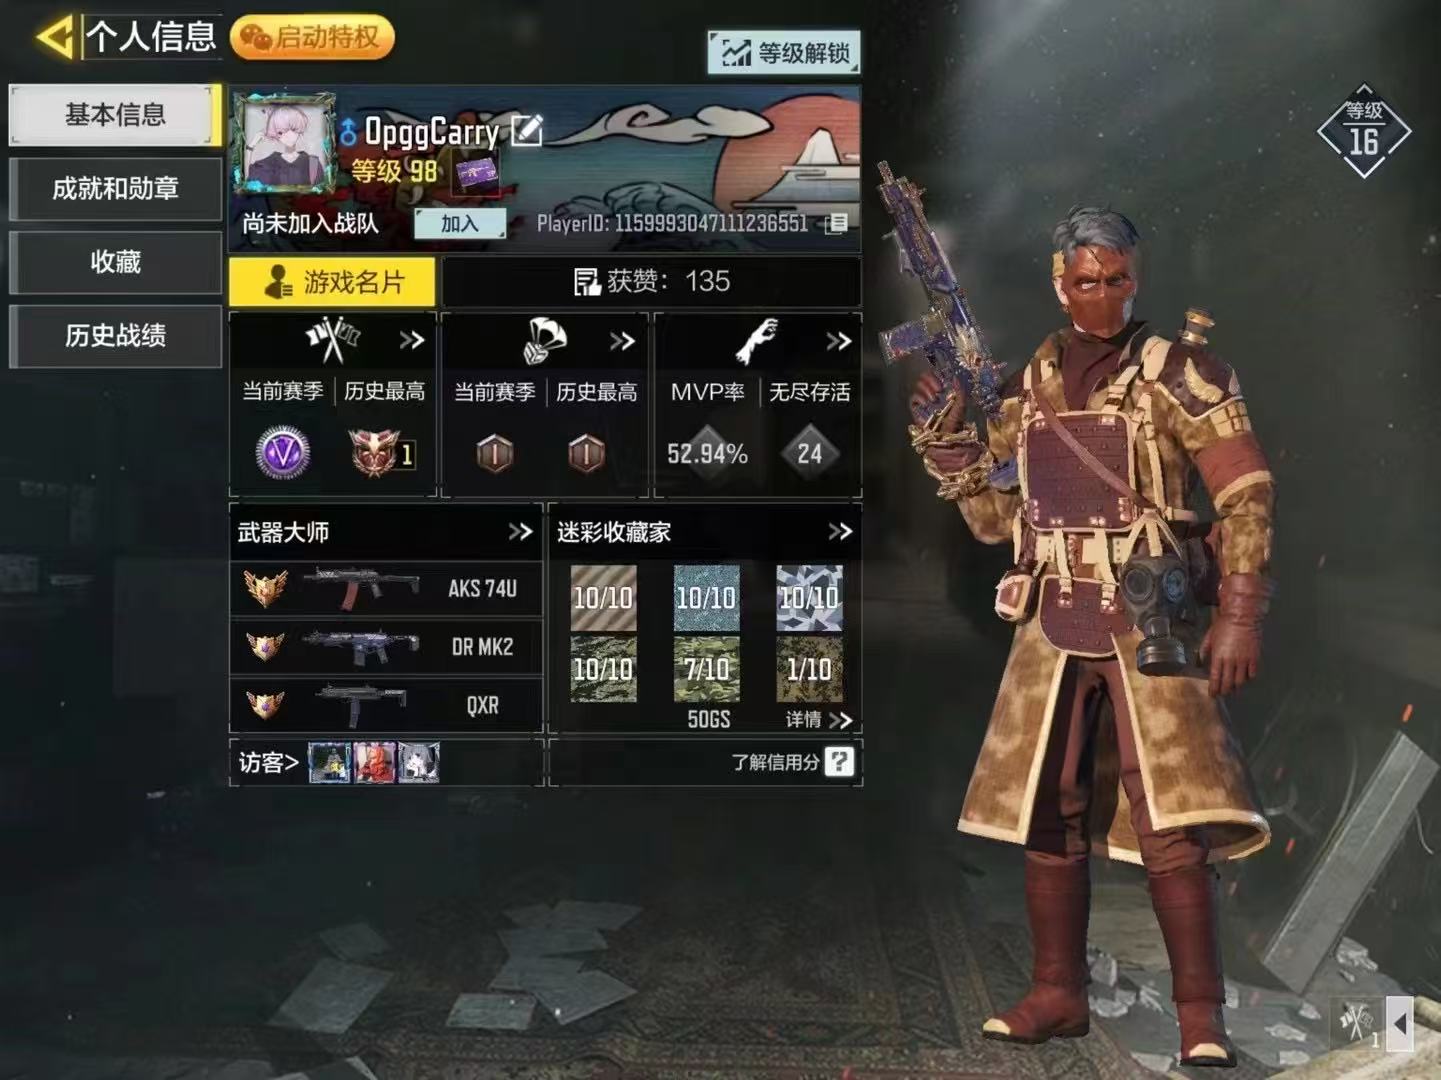 个人信息
启动特权
等级解锁
基本信息
成就和勋章
收藏
历史战绩
OpggCarry
等级 98
尚未加入战队
加入
PlayerID: 1159993047111236551
游戏名片
获赞：135
当前赛季
历史最高
当前赛季
历史最高
MVP率
无尽存活
V
1
I
I
52.94%
24
武器大师
AKS 74U
DR MK2
QXR
迷彩收藏家
10/10
10/10
10/10
10/10
7/10
1/10
50GS
详情
访客>
了解信用分
?
等级
16
1